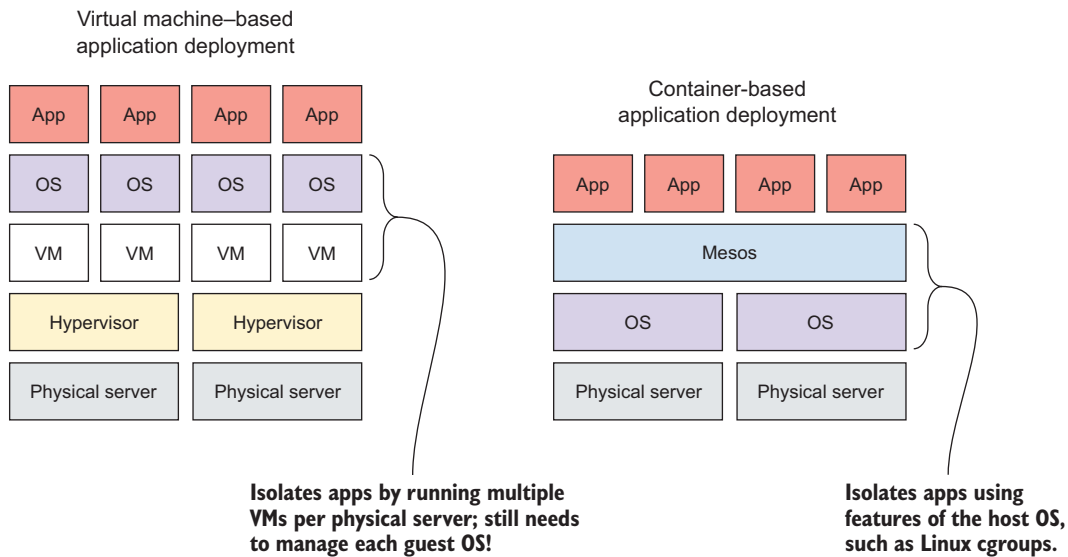 Virtual machine–based
application deployment
App App App App
OS OS OS OS
VM VM VM VM
Hypervisor Hypervisor
Physical server Physical server
Isolates apps by running multiple
VMs per physical server; still needs
to manage each guest OS!
Container-based
application deployment
App App App App
Mesos
OS OS
Physical server Physical server
Isolates apps using
features of the host OS,
such as Linux cgroups.